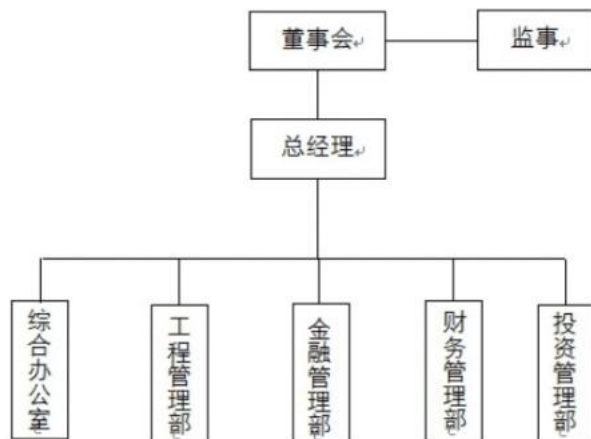 董事会
监事
总经理
综合办公室
工程管理部
金融管理部
财务管理部
投资管理部